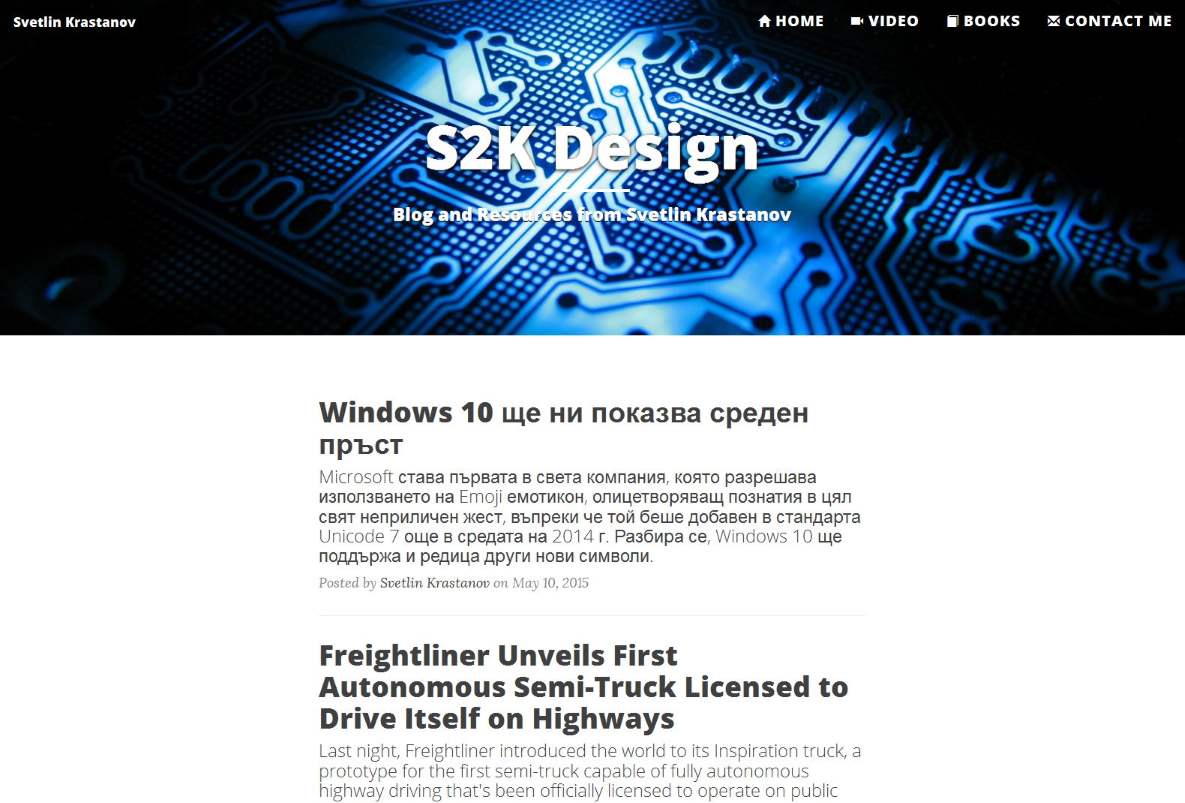 Svetlin Krastanov
HOME VIDEO BOOKS CONTACT ME
S2K Design
Blog and Resources from Svetlin Krastanov
Windows 10 ще ни показва среден
пръст
Microsoft става първата в света компания, която разрешава
използването на Emoji емотикон, олицетворяващ познатия в цял
свят неприличен жест, въпреки че той беше добавен в стандарта
Unicode 7 още в средата на 2014 г. Разбира се, Windows 10 ще
поддържа и редица други нови символи.
Posted by Svetlin Krastanov on May 10, 2015
Freightliner Unveils First
Autonomous Semi-Truck Licensed to
Drive Itself on Highways
Last night, Freightliner introduced the world to its Inspiration truck, a
prototype for the first semi-truck capable of fully autonomous
highway driving that's been officially licensed to operate on public